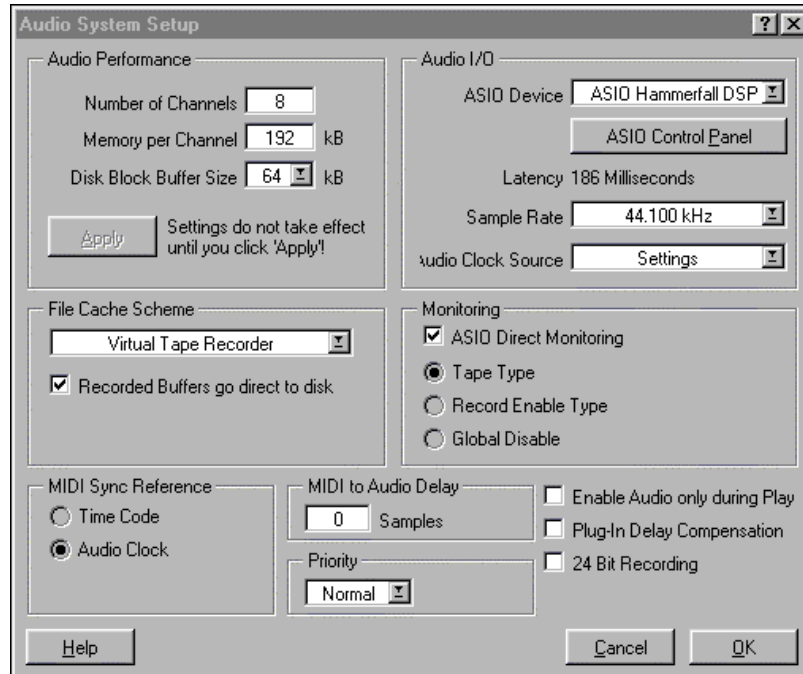 Audio System Setup
Audio Performance
Number of Channels 8
Memory per Channel 192 kB
Disk Block Buffer Size 64 kB
Apply
Settings do not take effect
until you click 'Apply'!
Audio I/O
ASIO Device ASIO Hammerfall DSP
ASIO Control Panel
Latency 186 Milliseconds
Sample Rate 44.100 kHz
Audio Clock Source Settings
File Cache Scheme
Virtual Tape Recorder
Recorded Buffers go direct to disk
Monitoring
ASIO Direct Monitoring
Tape Type
Record Enable Type
Global Disable
MIDI Sync Reference
Time Code
Audio Clock
MIDI to Audio Delay
0 Samples
Priority
Normal
Enable Audio only during Play
Plug-In Delay Compensation
24 Bit Recording
Help
Cancel
OK